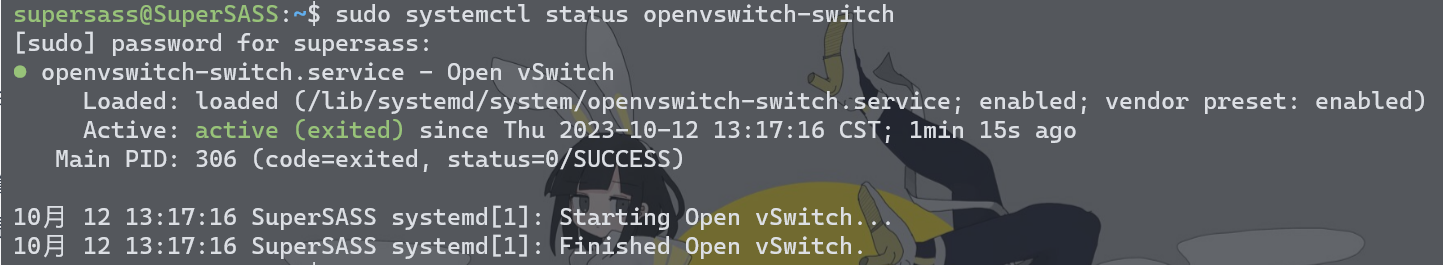 supersass@SuperSASS:~$ sudo systemctl status openvswitch-switch
[sudo] password for supersass:
● openvswitch-switch.service - Open vSwitch
     Loaded: loaded (/lib/systemd/system/openvswitch-switch.service; enabled; vendor preset: enabled)
     Active: active (exited) since Thu 2023-10-12 13:17:16 CST; 1min 15s ago
   Main PID: 306 (code=exited, status=0/SUCCESS)

10月 12 13:17:16 SuperSASS systemd[1]: Starting Open vSwitch...
10月 12 13:17:16 SuperSASS systemd[1]: Finished Open vSwitch.